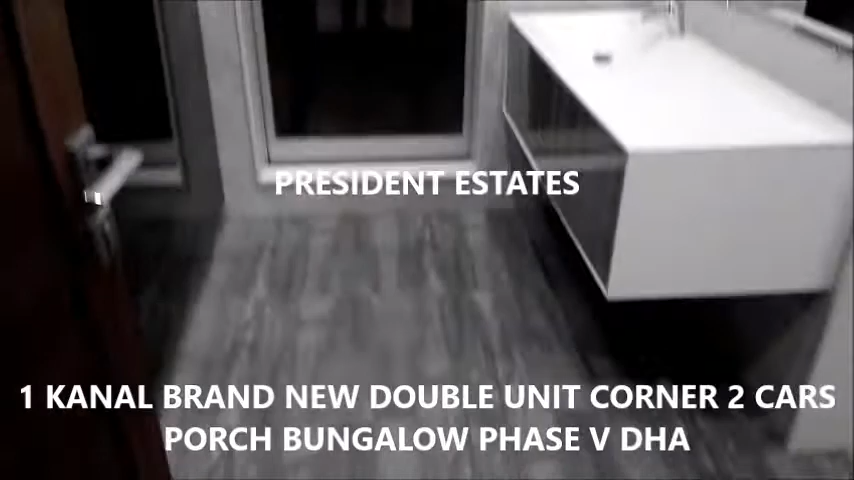 PRESIDENT ESTATES
1 KANAL BRAND NEW DOUBLE UNIT CORNER 2 CARS
PORCH BUNGALOW PHASE V DHA